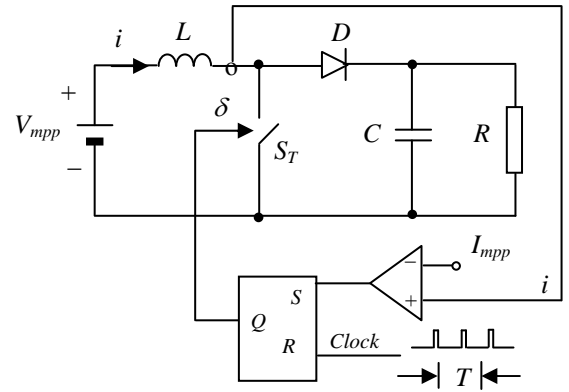 i
L
D
+
V_mpp
−
δ
S_T
C
R
I_mpp
−
+
i
S
Q
R
Clock
T